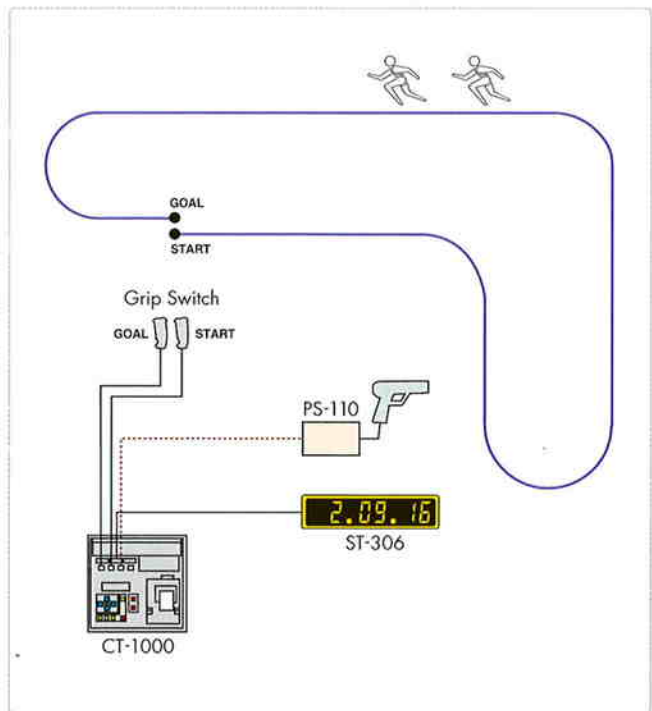 GOAL
START
Grip Switch
GOAL START
PS-110
2.09.16
ST-306
CT-1000